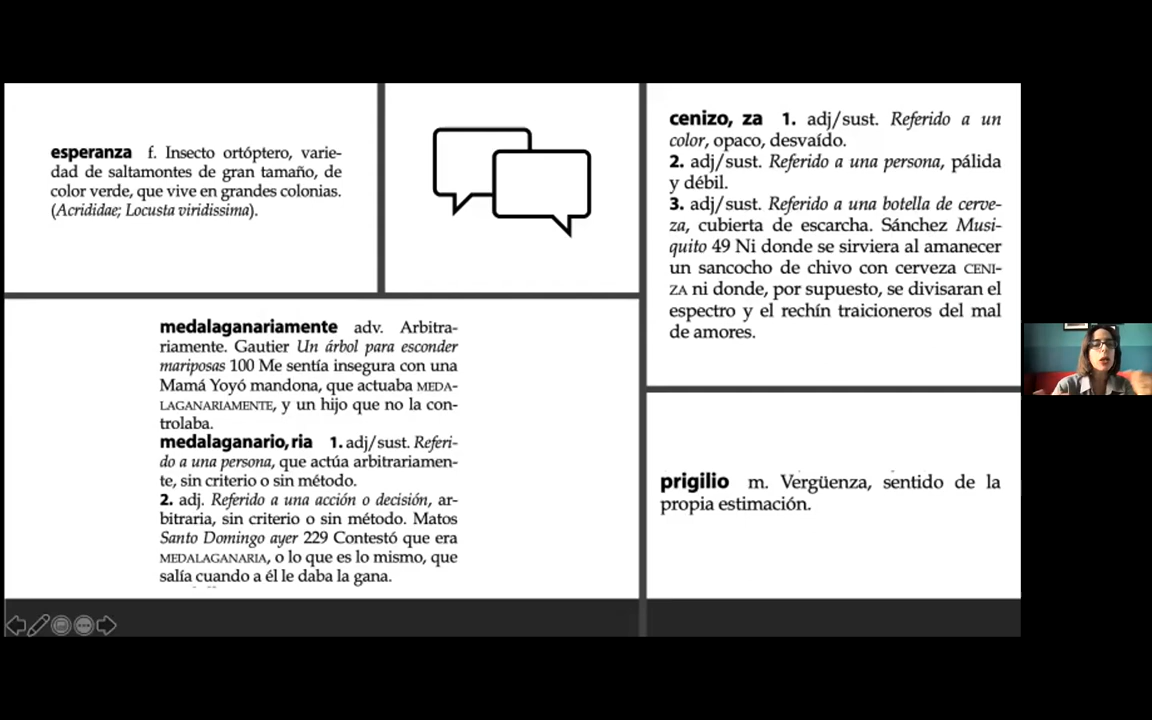 esperanza f. Insecto ortóptero, varie-
dad de saltamontes de gran tamaño, de
color verde, que vive en grandes colonias.
(Acrididae; Locusta viridissima).
cenizo, za 1. adj/sust. Referido a un
color, opaco, desvaído.
2. adj/sust. Referido a una persona, pálida
y débil.
3. adj/sust. Referido a una botella de cerve-
za, cubierta de escarcha. Sánchez Musi-
quito 49 Ni donde se sirviera al amanecer
un sancocho de chivo con cerveza CENI-
ZA ni donde, por supuesto, se divisaran el
espectro y el rechín traicioneros del mal
de amores.
medalaganariamente adv. Arbitra-
riamente. Gautier Un árbol para esconder
mariposas 100 Me sentía insegura con una
Mamá Yoyó mandona, que actuaba MEDA-
LAGANARIAMENTE, y un hijo que no la con-
trolaba.
medalaganario, ria 1. adj/sust. Referi-
do a una persona, que actúa arbitrariamen-
te, sin criterio o sin método.
2. adj. Referido a una acción o decisión, ar-
bitraria, sin criterio o sin método. Matos
Santo Domingo ayer 229 Contestó que era
MEDALAGANARIA, o lo que es lo mismo, que
salía cuando a él le daba la gana.
prigilio m. Vergüenza, sentido de la
propia estimación.